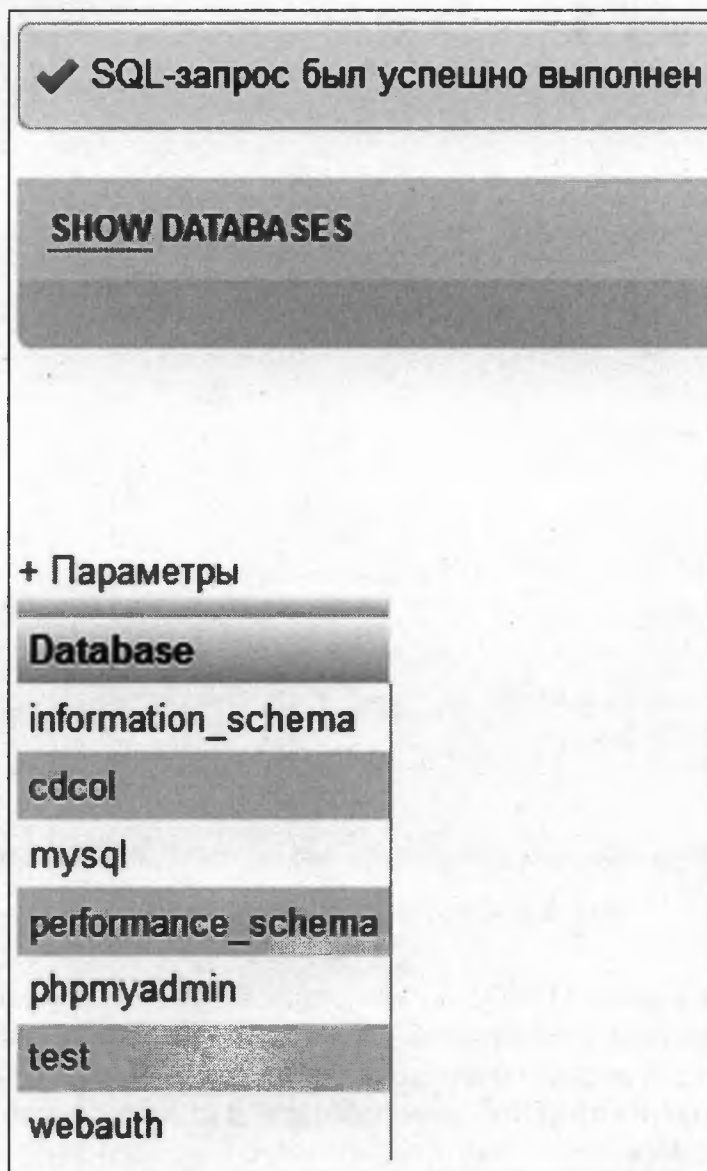 SQL-запрос был успешно выполнен
SHOW DATABASES
+ Параметры
Database
information_schema
cdcol
mysql
performance_schema
phpmyadmin
test
webauth